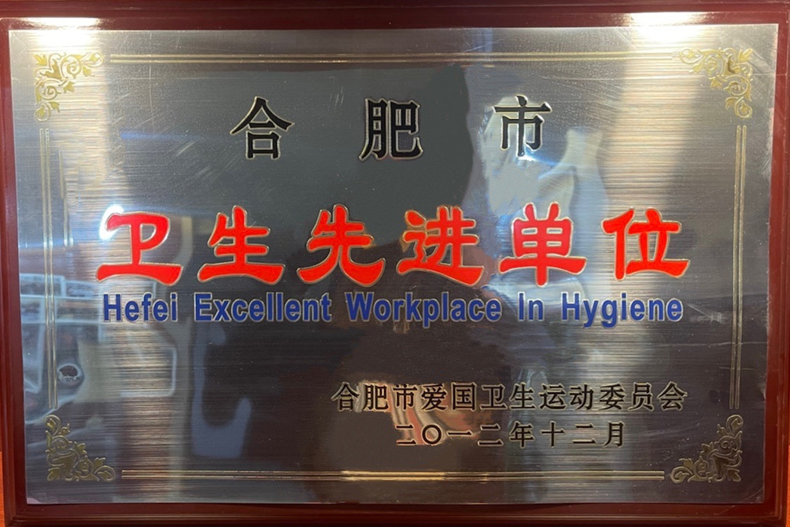 合肥市
卫生先进单位
Hefei Excellent Workplace In Hygiene
合肥市爱国卫生运动委员会
二〇一二年十二月